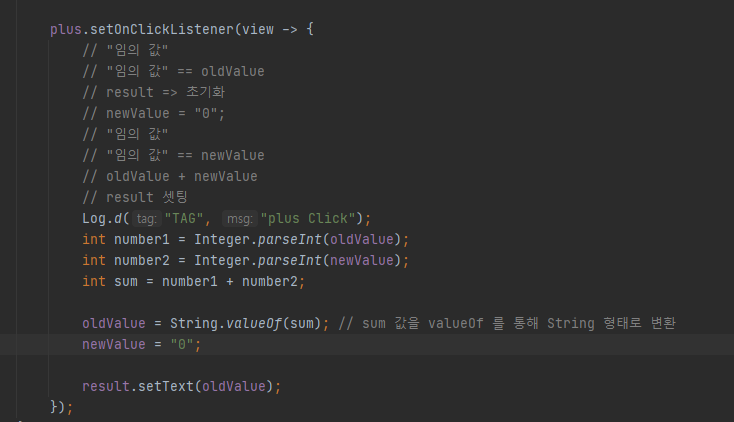 plus.setOnClickListener(view -> {
// "임의 값"
// "임의 값" == oldValue
// result => 초기화
// newValue = "0";
// "임의 값"
// "임의 값" == newValue
// oldValue + newValue
// result 셋팅
Log.d( tag: "TAG", msg: "plus Click");
int number1 = Integer.parseInt(oldValue);
int number2 = Integer.parseInt(newValue);
int sum = number1 + number2;
oldValue = String.valueOf(sum); // sum 값을 valueOf 를 통해 String 형태로 변환
newValue = "0";
result.setText(oldValue);
});